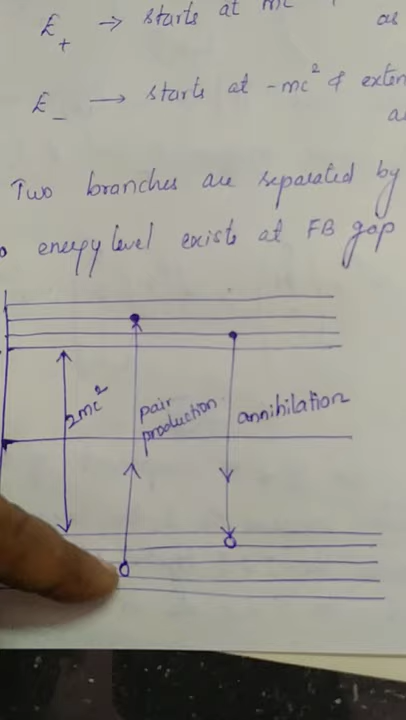 E₊ → starts at mc
as
E₋ → starts at -mc² & exten
Two branches are separated by
energy level exists at FB gap
2mc²
pair production
annihilation